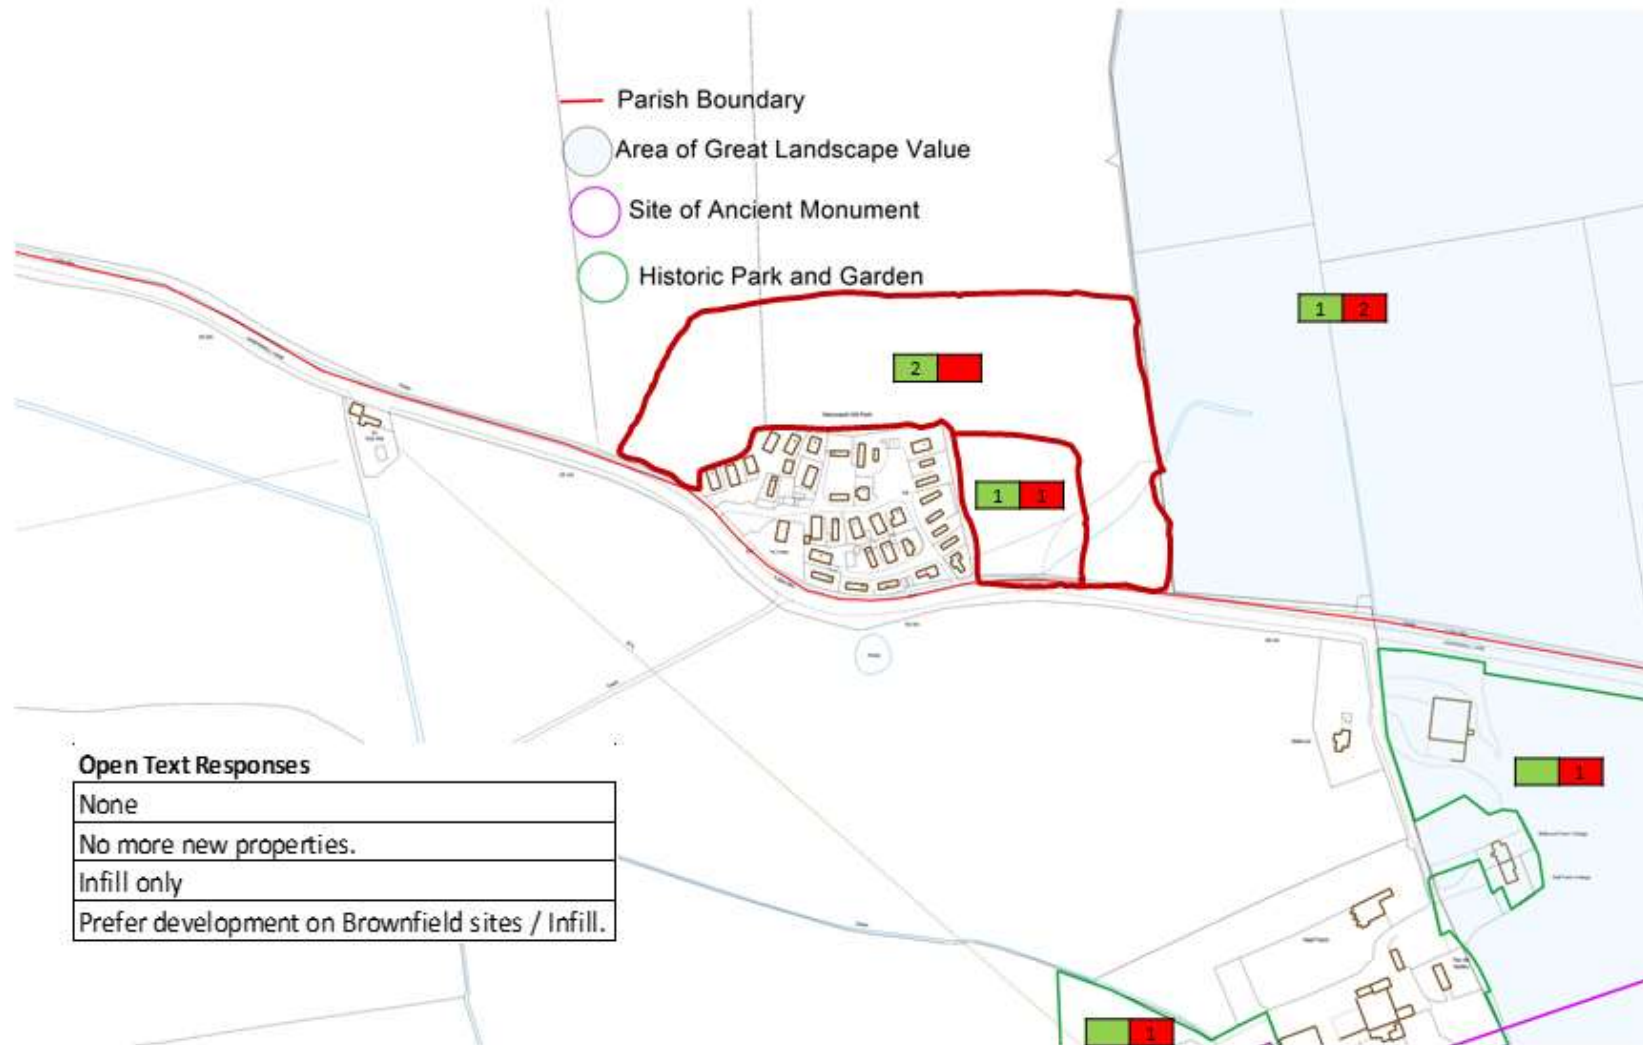 Parish Boundary
Area of Great Landscape Value
Site of Ancient Monument
Historic Park and Garden
1 2
2
1 1
1
Open Text Responses
None
No more new properties.
Infill only
Prefer development on Brownfield sites / Infill.
1